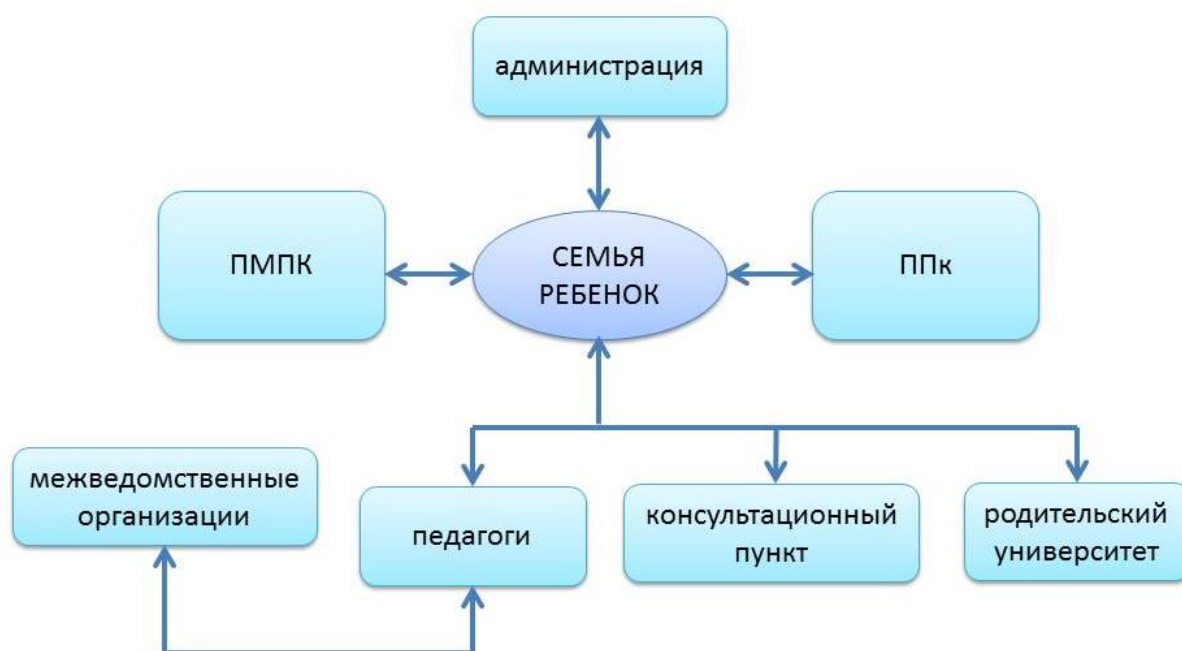 администрация
ПМПК
СЕМЬЯ
РЕБЕНОК
ППк
межведомственные
организации
педагоги
консультационный
пункт
родительский
университет